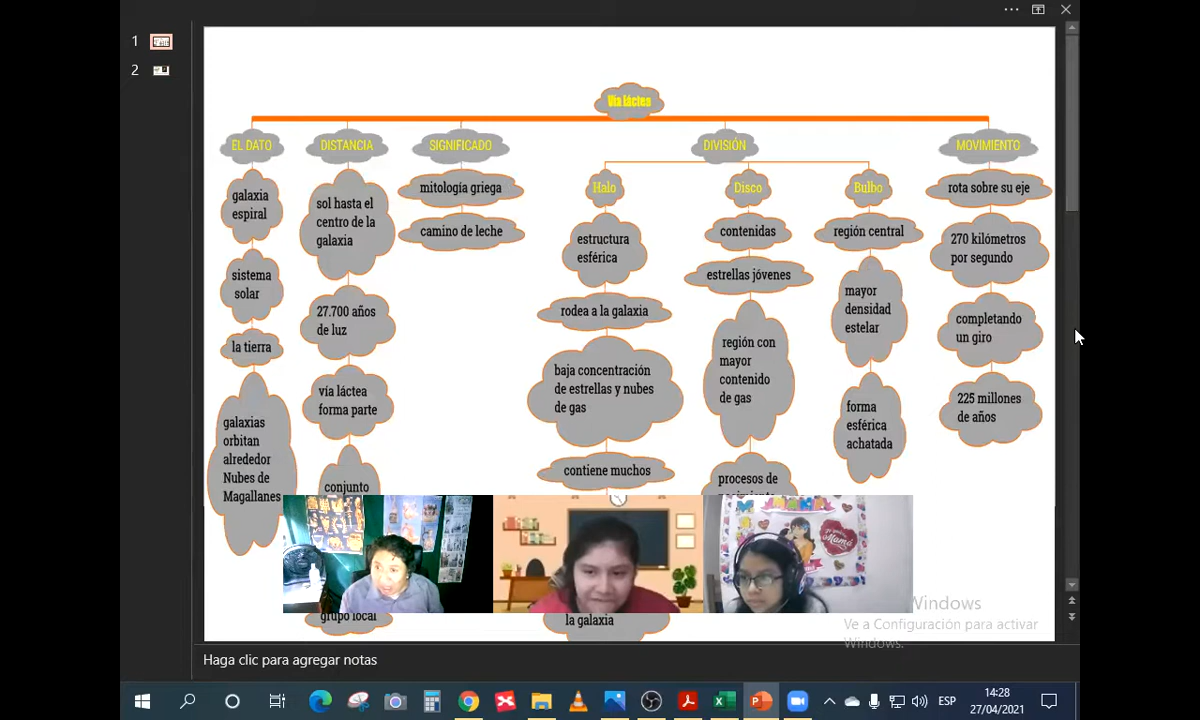 1
2
Vía láctea
EL DATO
DISTANCIA
SIGNIFICADO
DIVISIÓN
MOVIMIENTO
galaxia
espiral
sistema
solar
la tierra
galaxias
orbitan
alrededor
Nubes de
Magallanes
sol hasta el
centro de la
galaxia
27.700 años
de luz
vía láctea
forma parte
conjunto
grupo local
mitología griega
camino de leche
Halo
estructura
esférica
rodea a la galaxia
baja concentración
de estrellas y nubes
de gas
contiene muchos
la galaxia
Disco
contenidas
estrellas jóvenes
región con
mayor
contenido
de gas
procesos de
Bulbo
región central
mayor
densidad
estelar
forma
esférica
achatada
rota sobre su eje
270 kilómetros
por segundo
completando
un giro
225 millones
de años
Windows
Ve a Configuración para activar
Windows.
Haga clic para agregar notas
ESP
14:28
27/04/2021